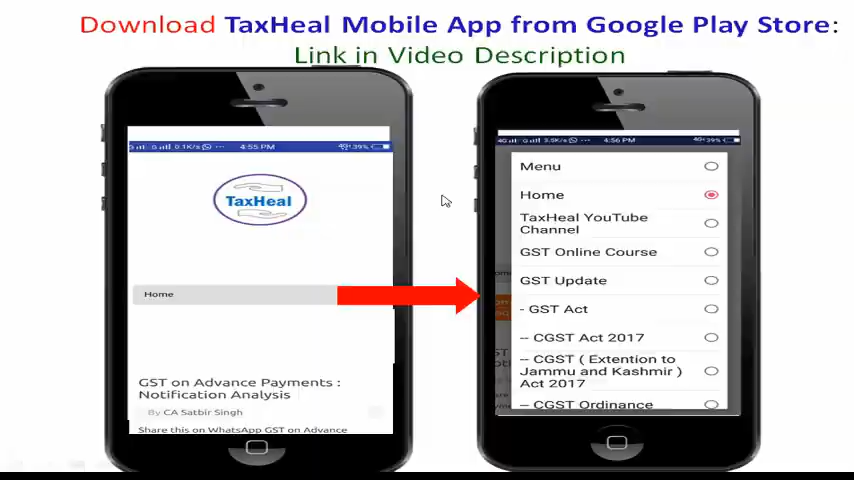 Download TaxHeal Mobile App from Google Play Store:
Link in Video Description
4:55 PM
39%
TaxHeal
Home
GST on Advance Payments :
Notification Analysis
By CA Satbir Singh
Share this on WhatsApp GST on Advance
4:56 PM
39%
Menu
Home
TaxHeal YouTube
Channel
GST Online Course
GST Update
- GST Act
-- CGST Act 2017
-- CGST ( Extention to
Jammu and Kashmir )
Act 2017
-- CGST Ordinance